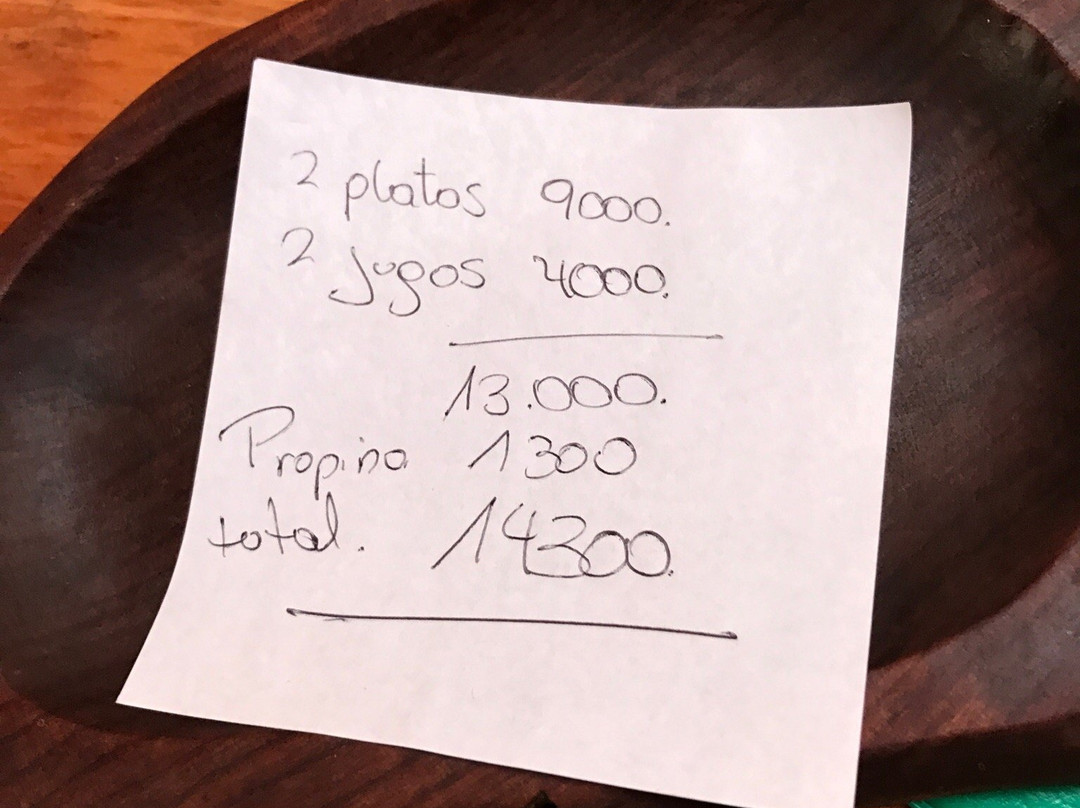 2 platos 9000.
2 jugos 4000.
13.000.
Propina 1300
total. 14300.